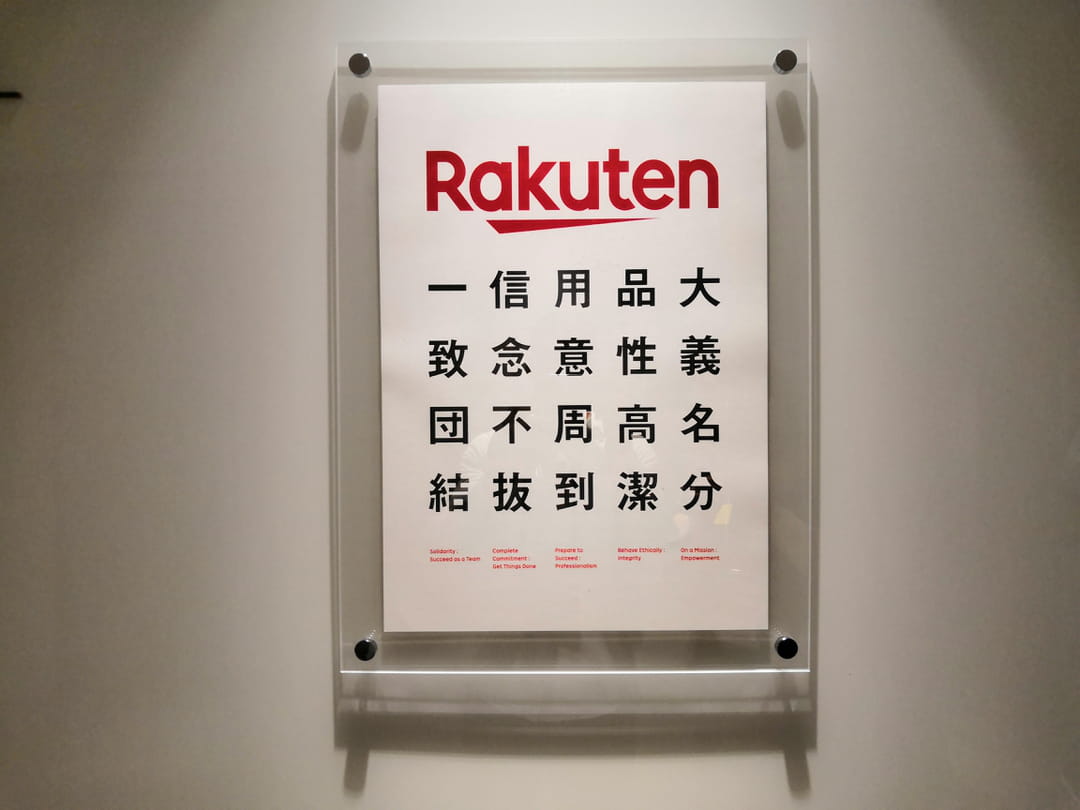 Rakuten
大義名分
品性高潔
用意周到
信念不抜
一致団結
Solidarity :
Succeed as a Team
Complete
Commitment :
Get Things Done
Prepare to
Succeed :
Professionalism
Behave Ethically :
Integrity
On a Mission :
Empowerment